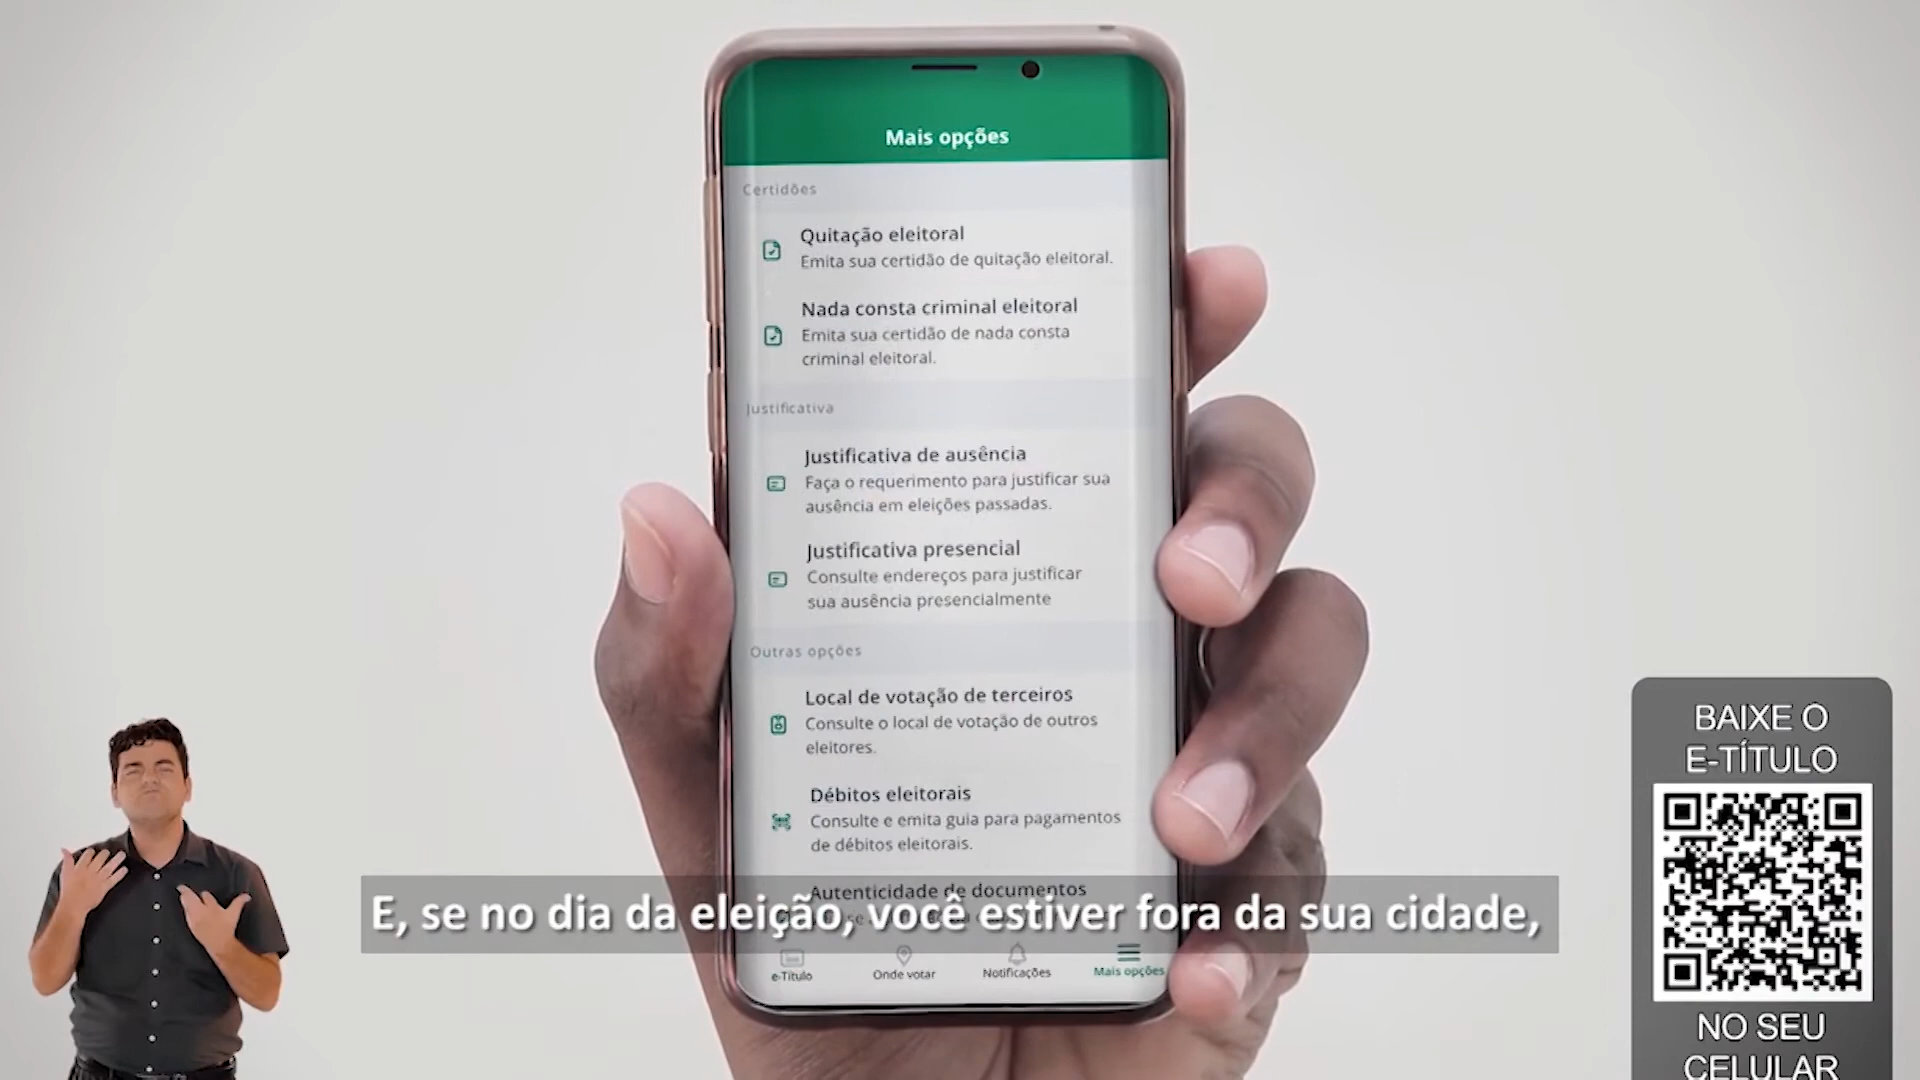 Mais opções
Certidões
Quitação eleitoral
Emita sua certidão de quitação eleitoral.
Nada consta criminal eleitoral
Emita sua certidão de nada consta
criminal eleitoral.
Justificativa
Justificativa de ausência
Faça o requerimento para justificar sua
ausência em eleições passadas.
Justificativa presencial
Consulte endereços para justificar
sua ausência presencialmente
Outras opções
Local de votação de terceiros
Consulte o local de votação de outros
eleitores.
Débitos eleitorais
Consulte e emita guia para pagamentos
de débitos eleitorais.
Autenticidade de documentos
E, se no dia da eleição, você estiver fora da sua cidade,
e-Título
Onde votar
Notificações
Mais opções
BAIXE O
E-TÍTULO
NO SEU
CELULAR